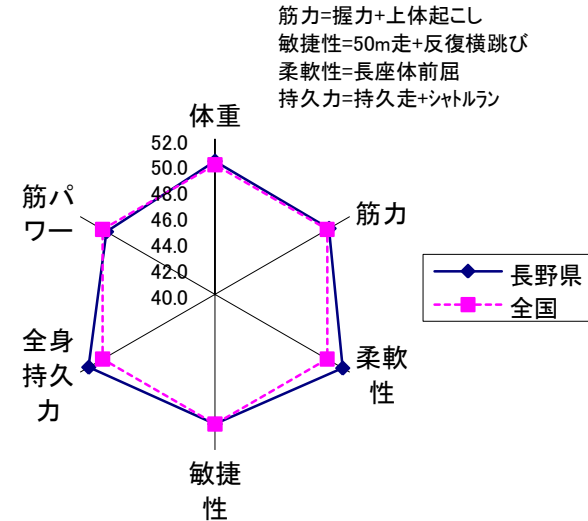 筋力=握力+上体起こし
敏捷性=50m走+反復横跳び
柔軟性=長座体前屈
持久力=持久走+シャトルラン
体重
52.0
50.0
48.0
46.0
44.0
42.0
40.0
筋パ
ワー
筋力
長野県
全国
全身
持久
力
柔軟
性
敏捷
性